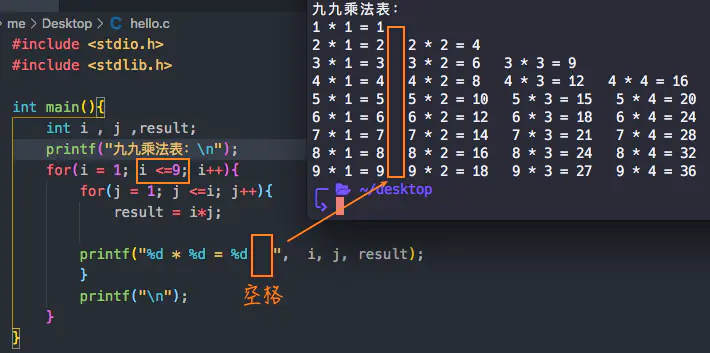 me > Desktop > C hello.c
#include <stdio.h>
#include <stdlib.h>
int main(){
int i , j ,result;
printf("九九乘法表：\n");
for(i = 1; i <=9; i++){
for(j = 1; j <=i; j++){
result = i*j;
printf("%d * %d = %d   ",  i, j, result);
}
printf("\n");
}
}
空格
九九乘法表：
1 * 1 = 1
2 * 1 = 2   2 * 2 = 4
3 * 1 = 3   3 * 2 = 6   3 * 3 = 9
4 * 1 = 4   4 * 2 = 8   4 * 3 = 12   4 * 4 = 16
5 * 1 = 5   5 * 2 = 10   5 * 3 = 15   5 * 4 = 20
6 * 1 = 6   6 * 2 = 12   6 * 3 = 18   6 * 4 = 24
7 * 1 = 7   7 * 2 = 14   7 * 3 = 21   7 * 4 = 28
8 * 1 = 8   8 * 2 = 16   8 * 3 = 24   8 * 4 = 32
9 * 1 = 9   9 * 2 = 18   9 * 3 = 27   9 * 4 = 36
~/desktop